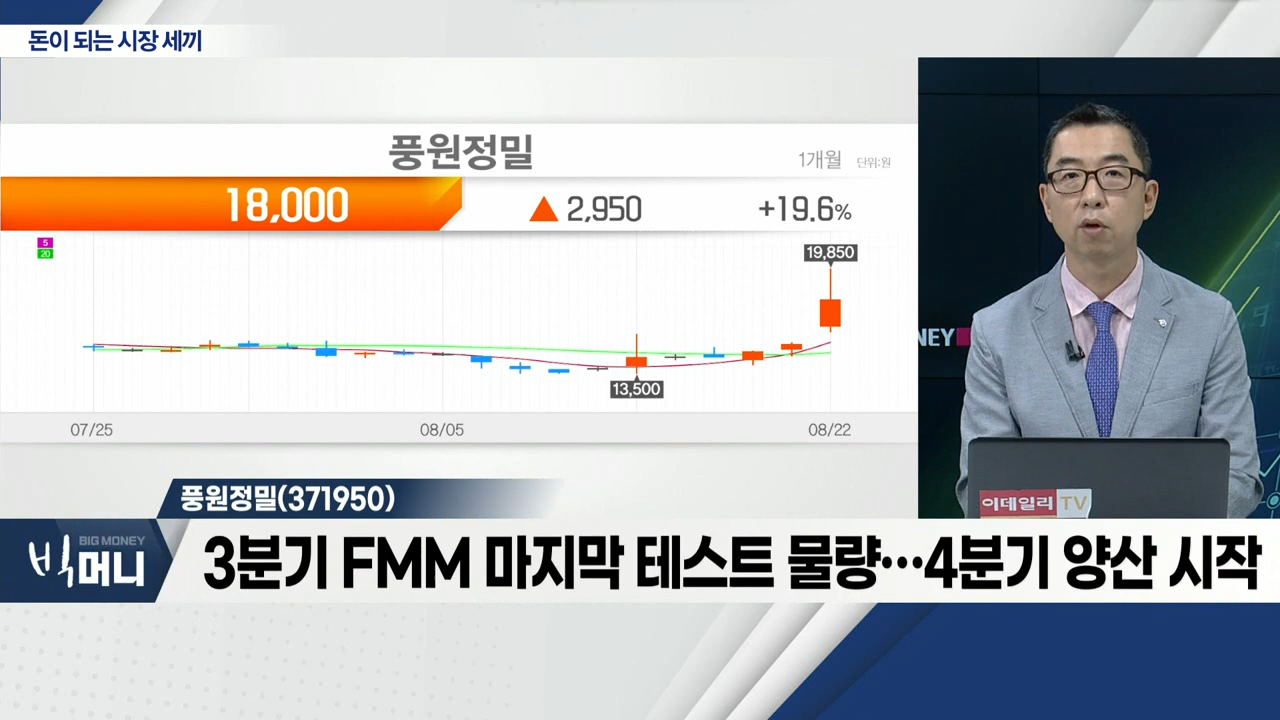 돈이 되는 시장 세끼
풍원정밀
1개월 단위:원
18,000 ▲ 2,950 +19.6%
5
20
19,850
13,500
07/25 08/05 08/22
NEY
이데일리 TV
풍원정밀(371950)
BIG MONEY
빅머니
3분기 FMM 마지막 테스트 물량…4분기 양산 시작